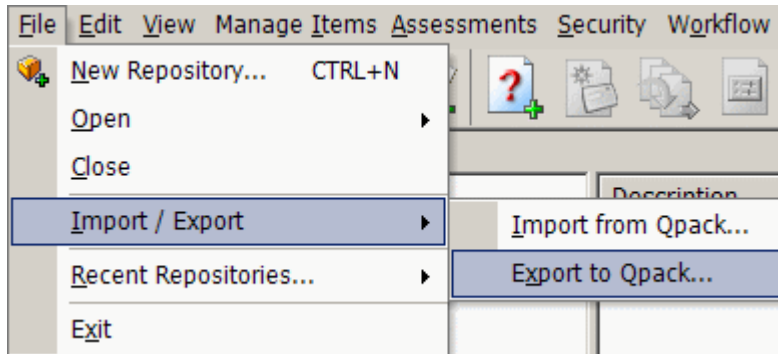 File Edit View Manage Items Assessments Security Workflow
New Repository... CTRL+N
Open
Close
Description
Import / Export
Import from Qpack...
Recent Repositories...
Export to Qpack...
Exit